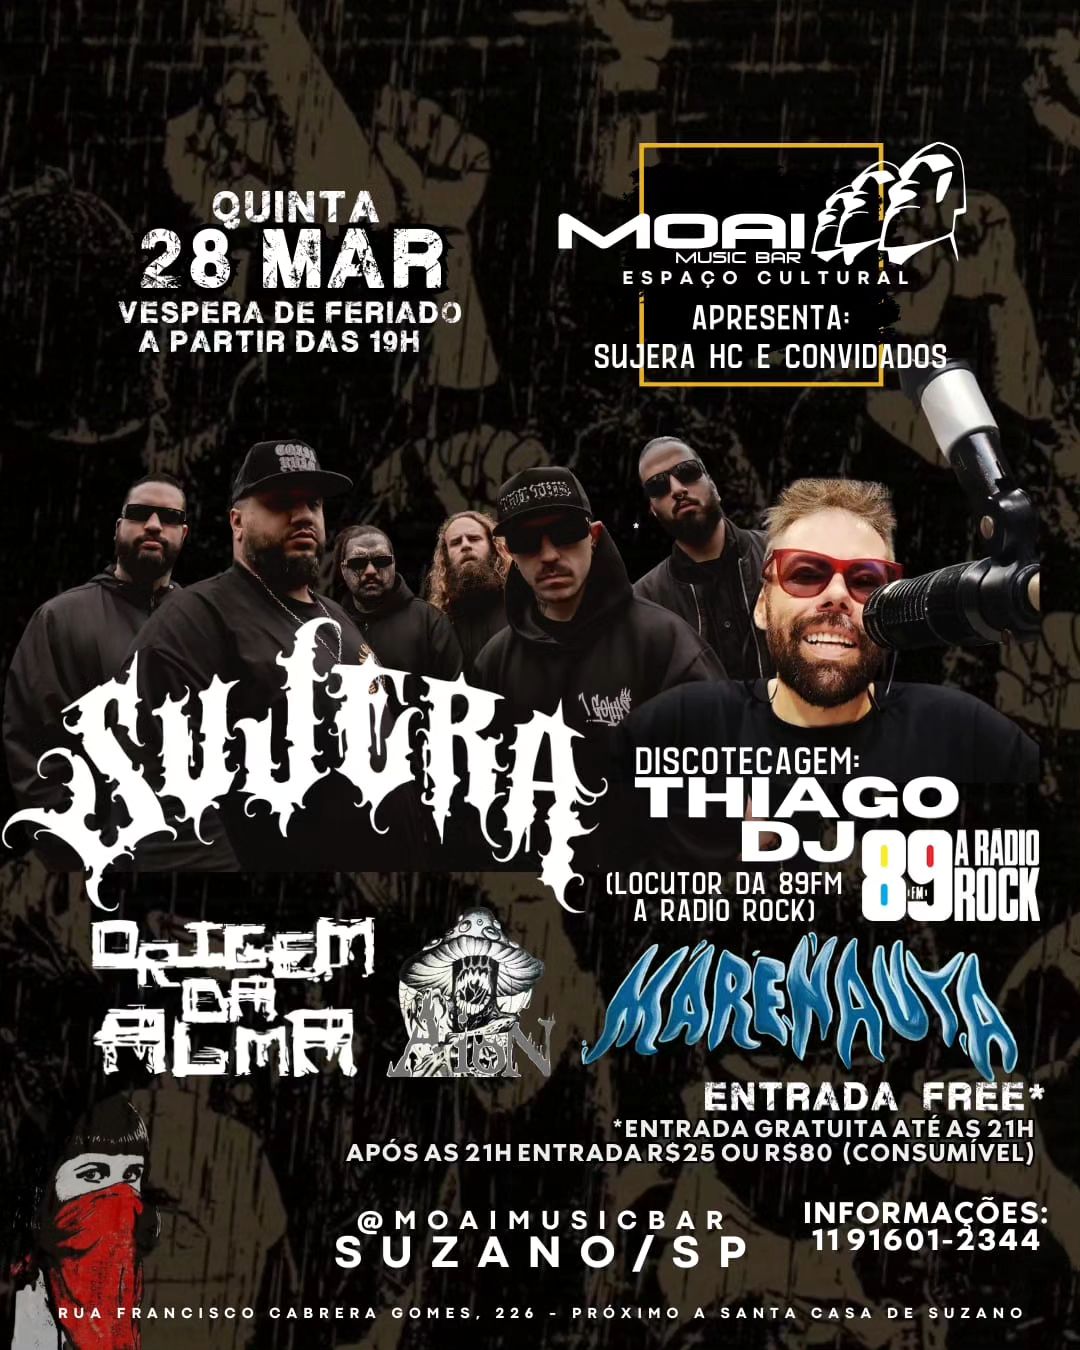 QUINTA
28 MAR
VESPERA DE FERIADO
A PARTIR DAS 19H
MOAI
MUSIC BAR
ESPAÇO CULTURAL
APRESENTA:
SUJERA HC E CONVIDADOS
SUJERA
DISCOTECAGEM:
THIAGO
DJ
(LOCUTOR DA 89FM
A RADIO ROCK)
89
FM
A RÁDIO
ROCK
ORIGEM
DA
ALMA
AION
MARENAUTA
ENTRADA FREE*
*ENTRADA GRATUITA ATÉ AS 21H
APÓS AS 21H ENTRADA R$25 OU R$80 (CONSUMÍVEL)
@MOAIMUSICBAR
SUZANO/SP
INFORMAÇÕES:
11 91601-2344
RUA FRANCISCO CABRERA GOMES, 226 - PRÓXIMO A SANTA CASA DE SUZANO